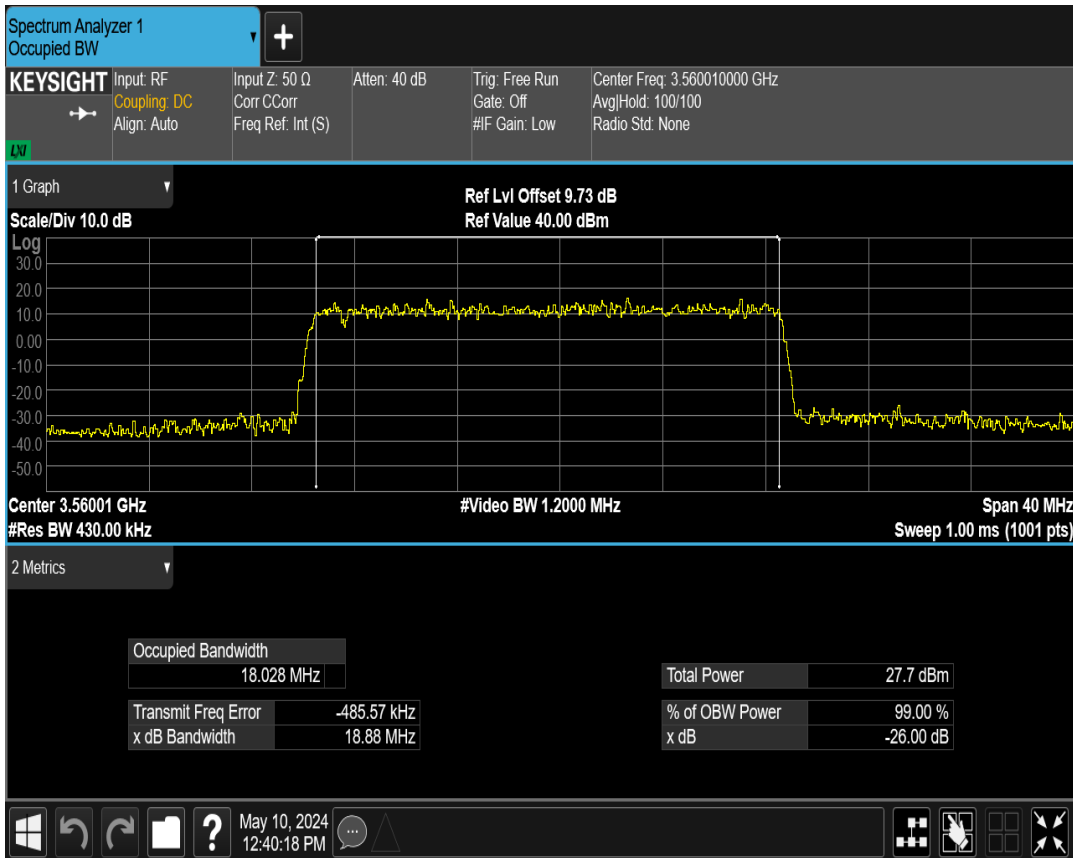 Spectrum Analyzer 1
Occupied BW
+
KEYSIGHT
LXI
Input: RF
Coupling: DC
Align: Auto
Input Z: 50 Ω
Corr CCorr
Freq Ref: Int (S)
Atten: 40 dB
Trig: Free Run
Gate: Off
#IF Gain: Low
Center Freq: 3.560010000 GHz
Avg|Hold: 100/100
Radio Std: None
1 Graph
Ref Lvl Offset 9.73 dB
Scale/Div 10.0 dB
Ref Value 40.00 dBm
Log
30.0
20.0
10.0
0.00
-10.0
-20.0
-30.0
-40.0
-50.0
Center 3.56001 GHz
#Video BW 1.2000 MHz
Span 40 MHz
#Res BW 430.00 kHz
Sweep 1.00 ms (1001 pts)
2 Metrics
Occupied Bandwidth
18.028 MHz
Total Power 27.7 dBm
Transmit Freq Error -485.57 kHz
% of OBW Power 99.00 %
x dB Bandwidth 18.88 MHz
x dB -26.00 dB
?
May 10, 2024
12:40:18 PM